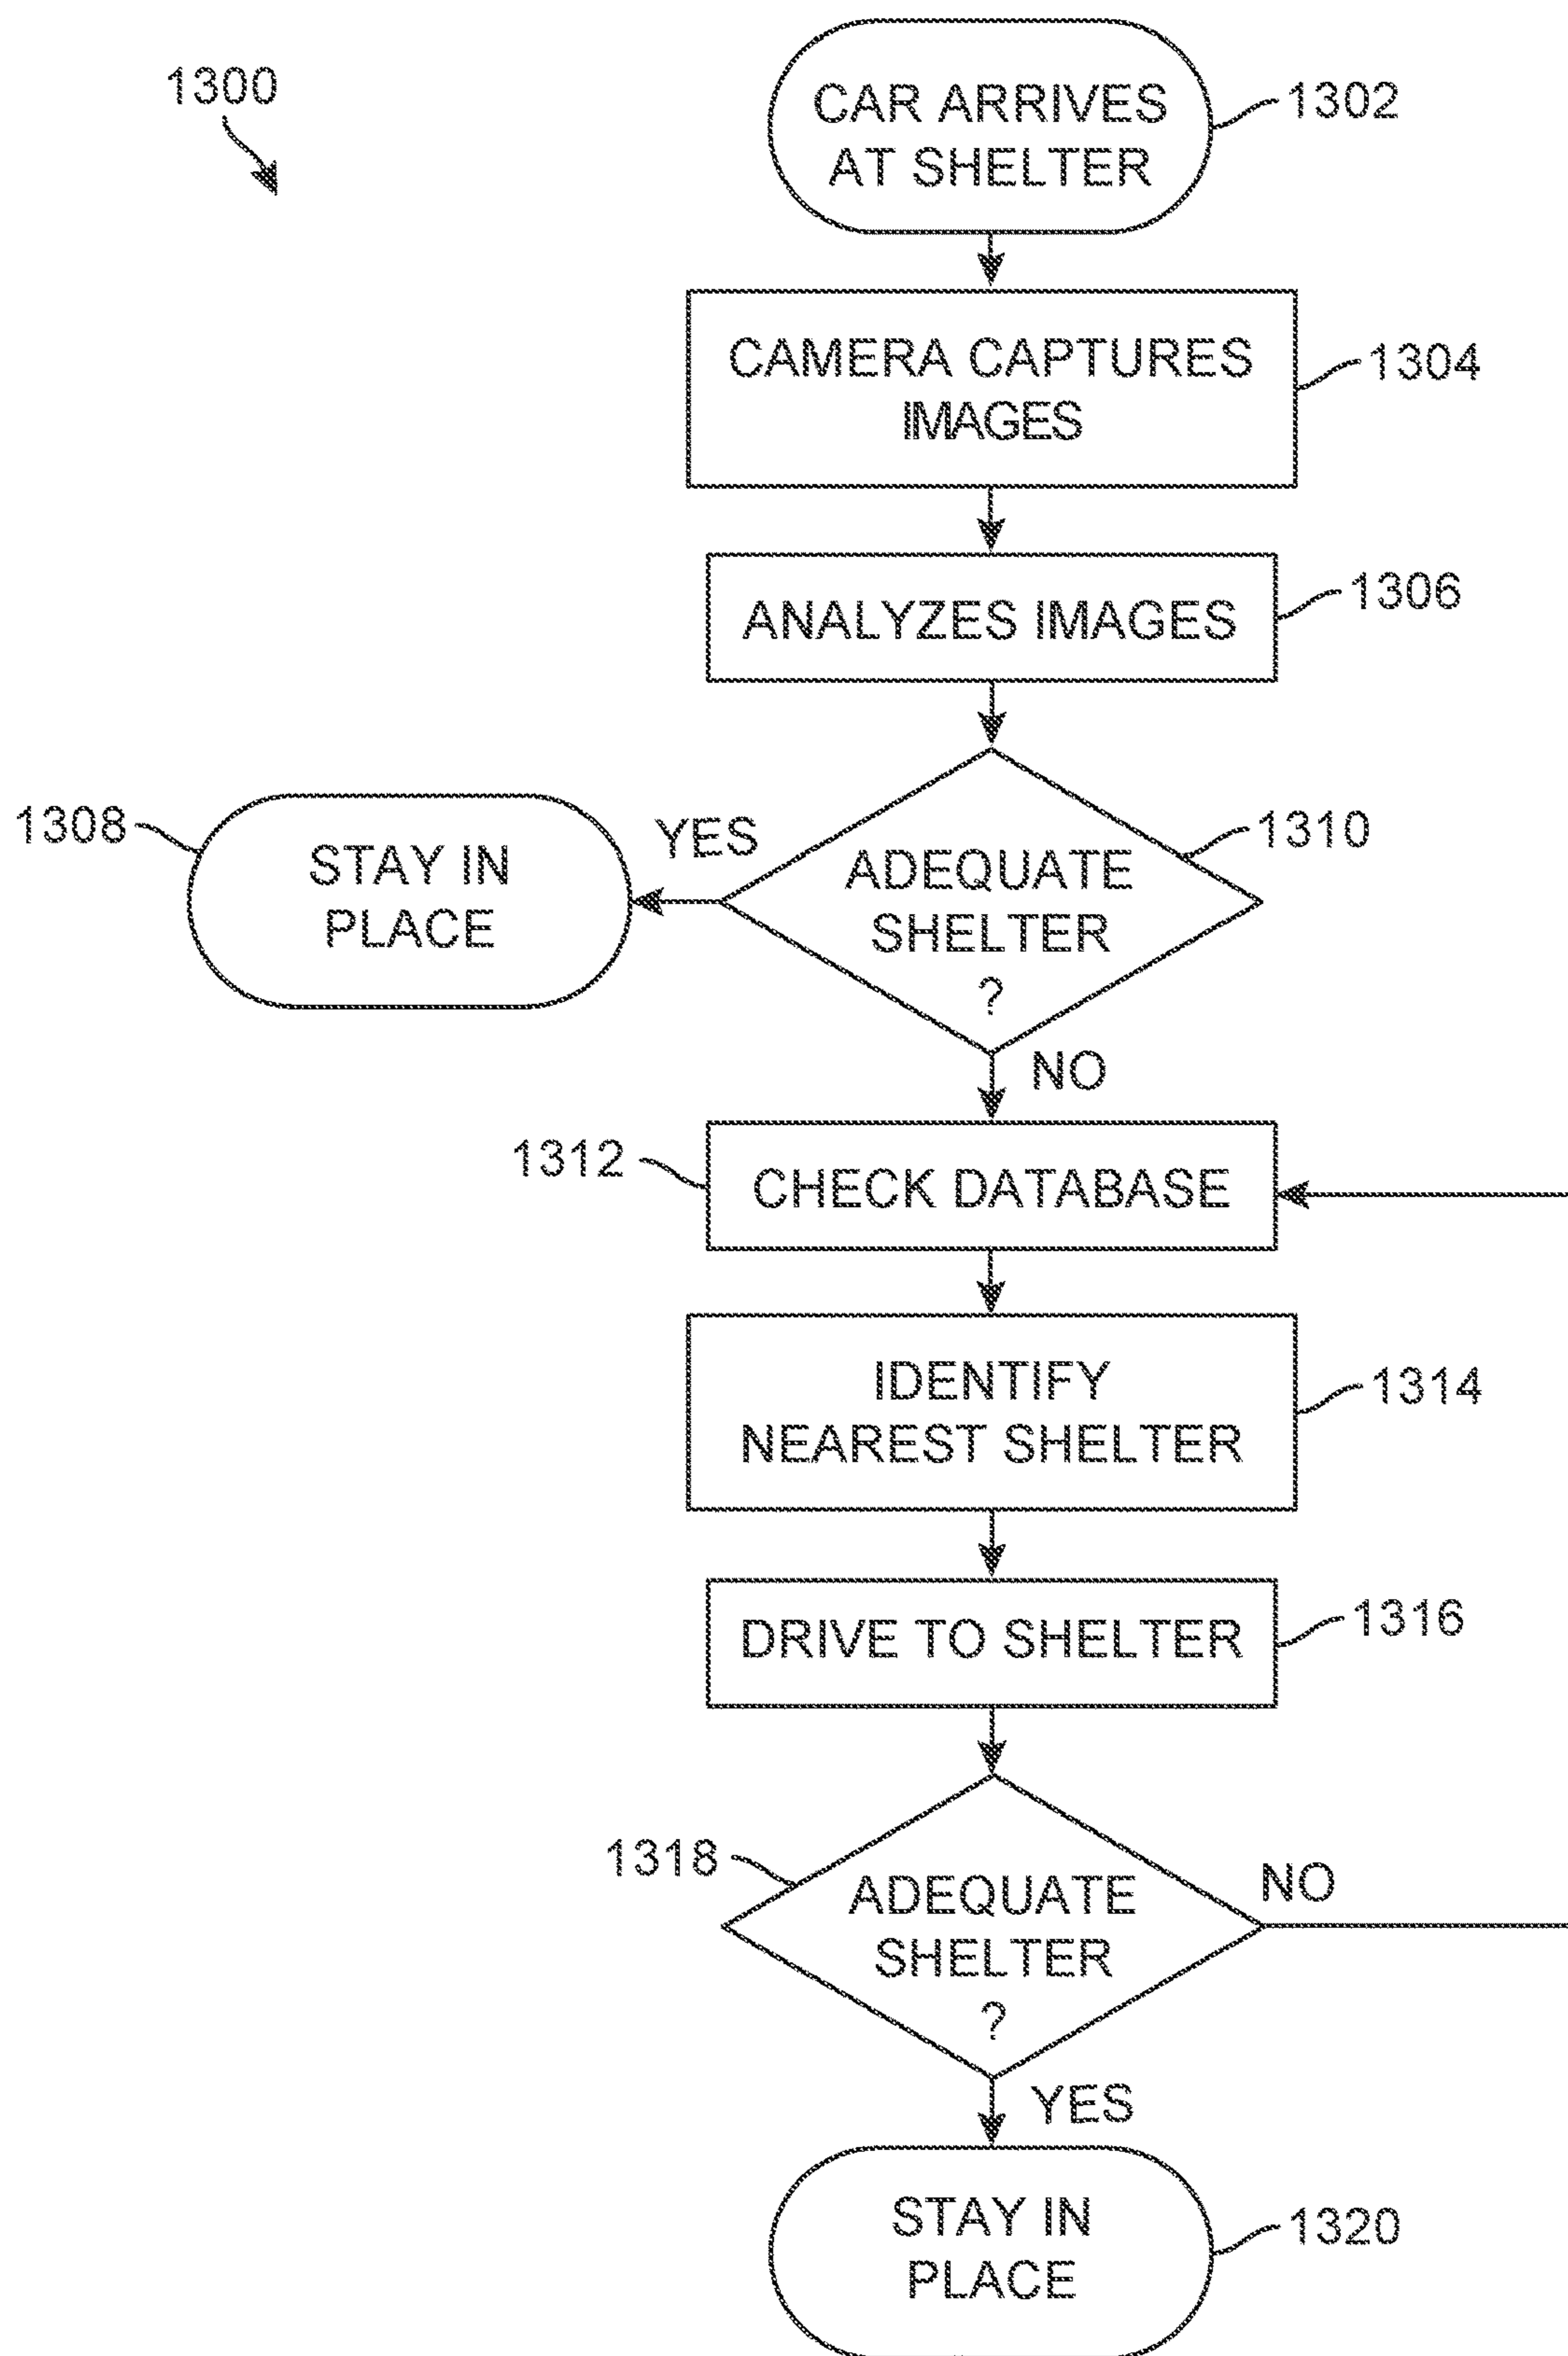 1300
CAR ARRIVES
AT SHELTER
1302
CAMERA CAPTURES
IMAGES
1304
ANALYZES IMAGES
1306
1308
STAY IN
PLACE
YES
ADEQUATE
SHELTER
?
1310
NO
1312
CHECK DATABASE
IDENTIFY
NEAREST SHELTER
1314
DRIVE TO SHELTER
1316
1318
ADEQUATE
SHELTER
?
NO
YES
STAY IN
PLACE
1320